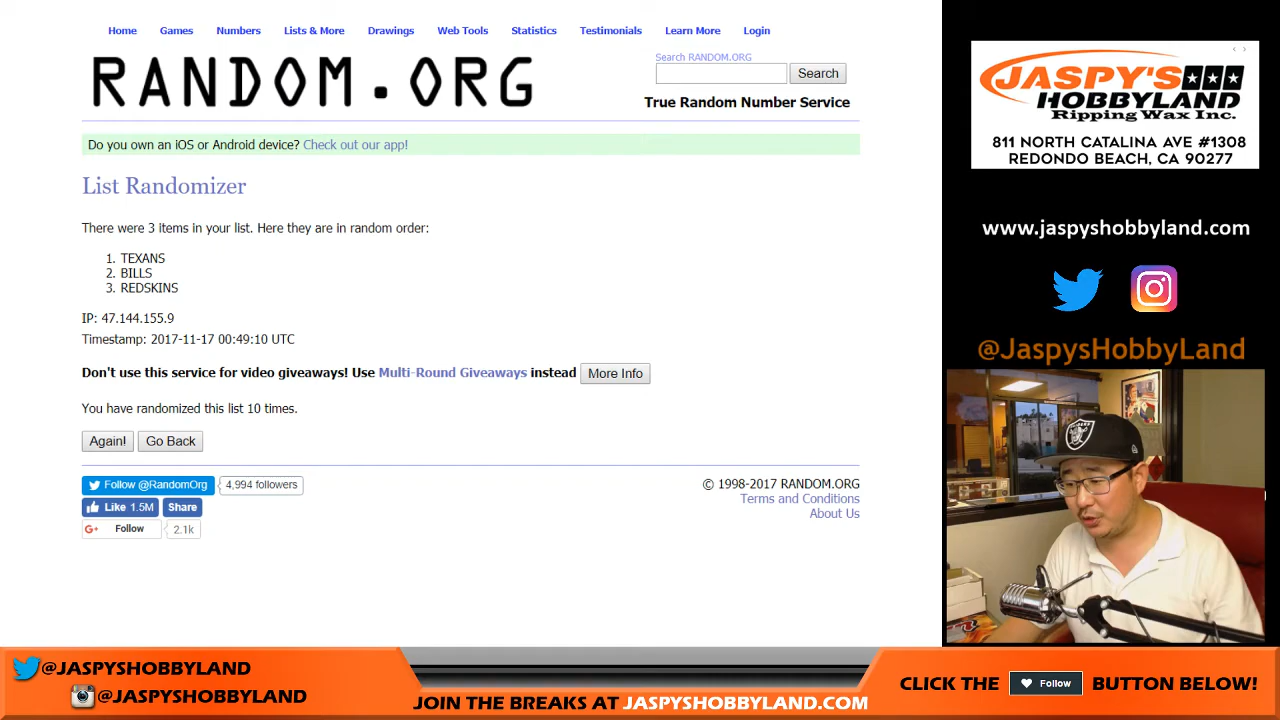 Home Games Numbers Lists & More Drawings Web Tools Statistics Testimonials Learn More Login
RANDOM.ORG
Search RANDOM.ORG
Search
True Random Number Service
Do you own an iOS or Android device? Check out our app!
List Randomizer
There were 3 items in your list. Here they are in random order:
1. TEXANS
2. BILLS
3. REDSKINS
IP: 47.144.155.9
Timestamp: 2017-11-17 00:49:10 UTC
Don't use this service for video giveaways! Use Multi-Round Giveaways instead More Info
You have randomized this list 10 times.
Again! Go Back
Follow @RandomOrg 4,994 followers
Like 1.5M Share
G+ Follow 2.1k
© 1998-2017 RANDOM.ORG
Terms and Conditions
About Us
JASPY'S
HOBBYLAND
Ripping Wax Inc.
811 NORTH CATALINA AVE #1308
REDONDO BEACH, CA 90277
www.jaspyshobbyland.com
@JaspysHobbyLand
@JASPYSHOBBYLAND
@JASPYSHOBBYLAND
JOIN THE BREAKS AT JASPYSHOBBYLAND.COM
CLICK THE Follow BUTTON BELOW!